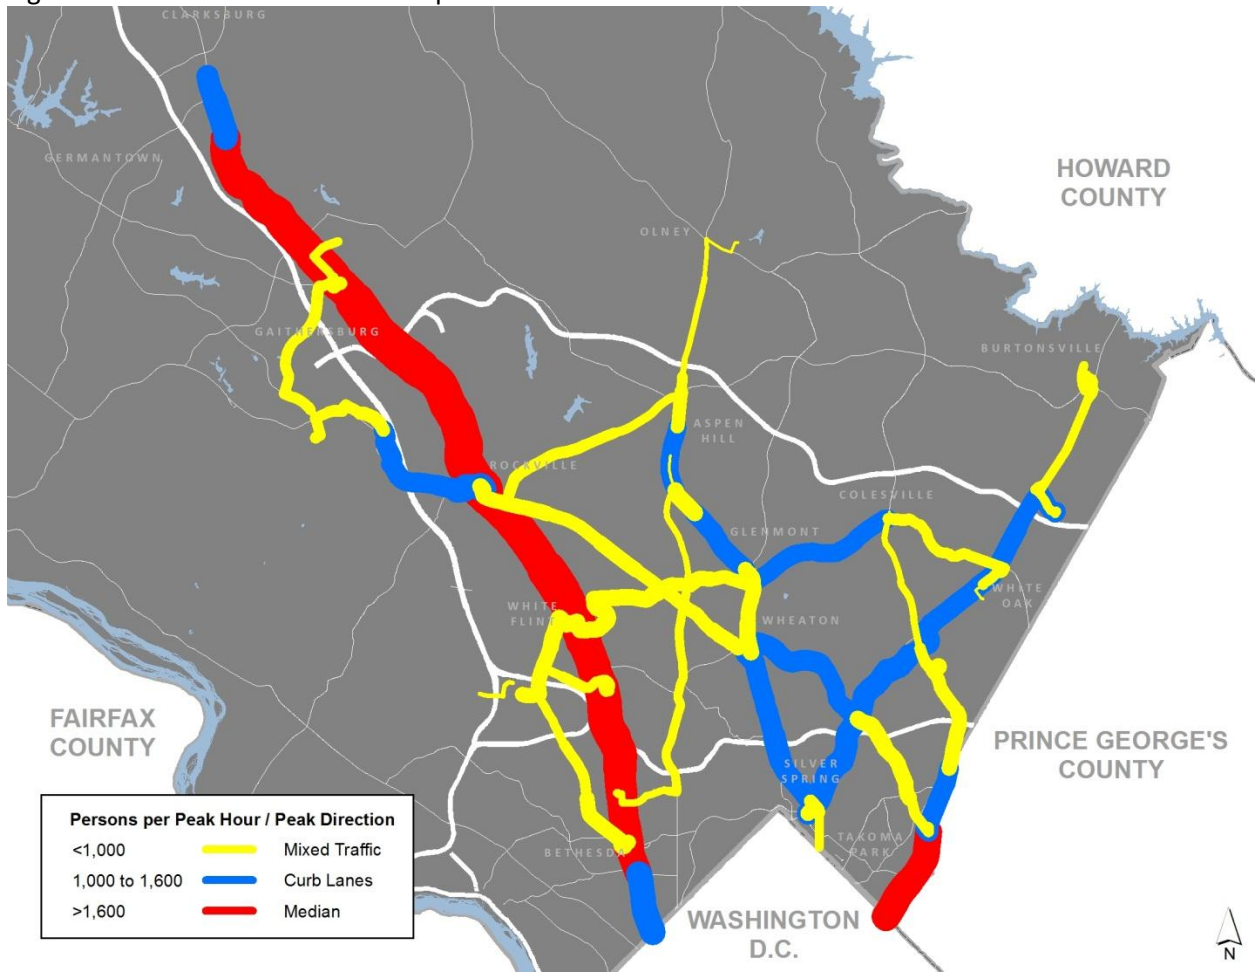 CLARKSBURG
GERMANTOWN
HOWARD
COUNTY
OLNEY
GAITHERSBURG
BURTONSVILLE
ASPEN
HILL
ROCKVILLE
COLESVILLE
GLENMONT
WHITE
OAK
WHITE
FLINT
WHEATON
FAIRFAX
COUNTY
PRINCE GEORGE'S
COUNTY
SILVER
SPRING
TAKOMA
PARK
BETHESDA
WASHINGTON
D.C.
Persons per Peak Hour / Peak Direction
<1,000 Mixed Traffic
1,000 to 1,600 Curb Lanes
>1,600 Median
N